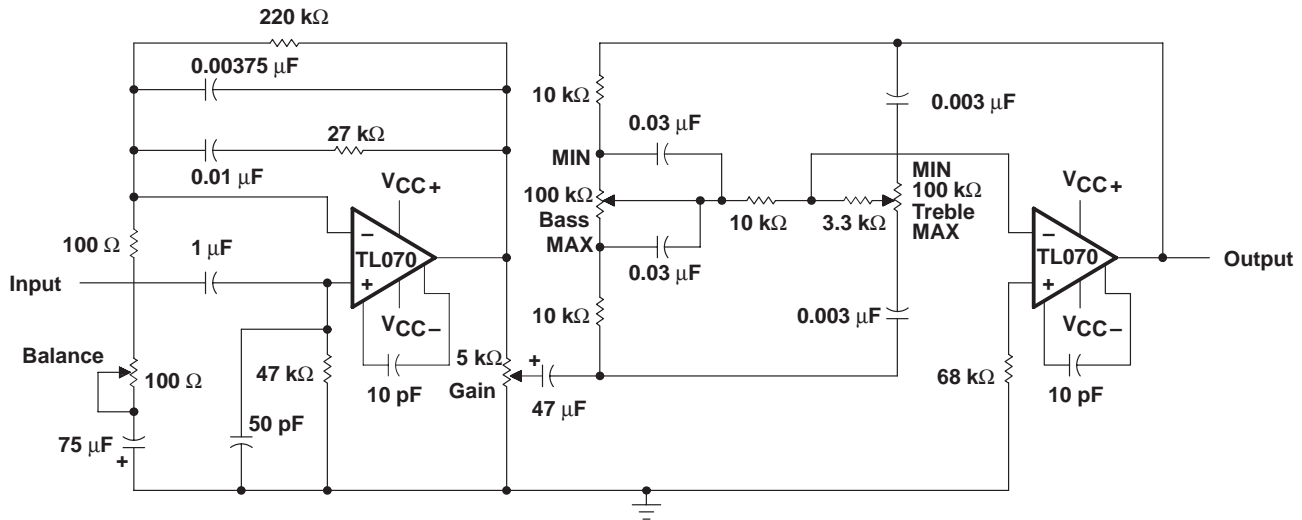 220 kΩ
0.00375 μF
27 kΩ
0.01 μF
VCC+
100 Ω
1 μF
TL070
−
+
Input
VCC−
Balance
100 Ω
47 kΩ
10 pF
5 kΩ
Gain
+
47 μF
50 pF
75 μF
+
10 kΩ
0.03 μF
0.003 μF
MIN
100 kΩ
Bass
MAX
10 kΩ
3.3 kΩ
MIN
100 kΩ
Treble
MAX
0.03 μF
10 kΩ
0.003 μF
VCC+
−
TL070
+
Output
VCC−
68 kΩ
10 pF